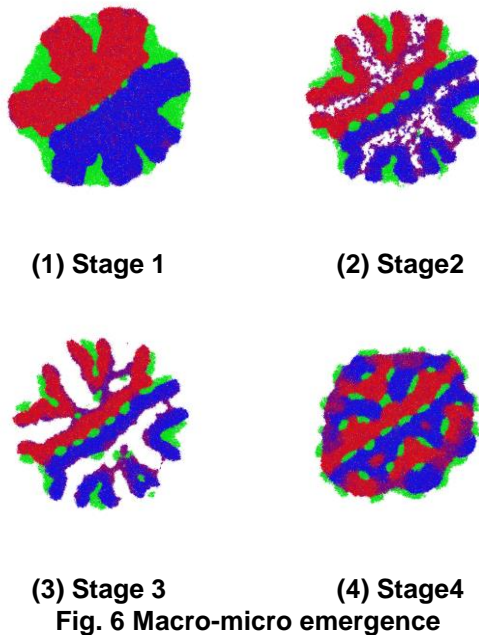 (1) Stage 1
(2) Stage2
(3) Stage 3
(4) Stage4
Fig. 6 Macro-micro emergence